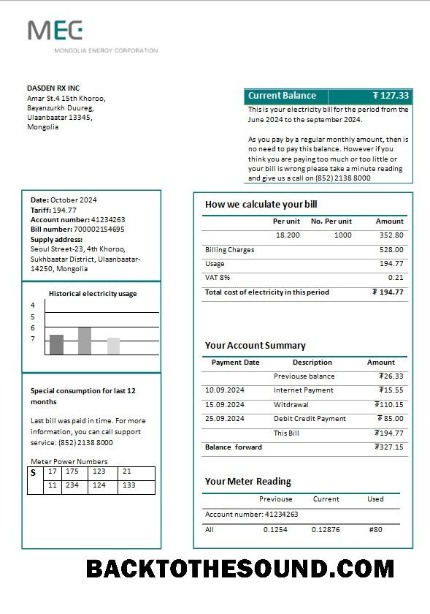 MEC
MONGOLIA ENERGY CORPORATION
DASDEN RX INC
Amar St.4 15th Khoroo,
Bayanzurkh Duureg,
Ulaanbaatar 13345,
Mongolia
Current Balance ₮ 127.33
This is your electricity bill for the period from the
June 2024 to the september 2024.
As you pay by a regular monthly amount, then is
no need to pay this balance. However if you
think you are paying too much or too little or
your bill is wrong please take a minute reading
and give us a call on (852) 2138 8000
Date: October 2024
Tariff: 194.77
Account number: 41234263
Bill number: 700002154695
Supply address:
Seoul Street-23, 4th Khoroo,
Sukhbaatar District, Ulaanbaatar-
14250, Mongolia
Historical electricity usage
4
5
6
7
Special consumption for last 12
months
Last bill was paid in time. For more
information, you can call support
service: (852) 2138 8000
Meter Power Numbers
S 17 175 123 21
11 234 124 133
How we calculate your bill
Per unit No. Per unit Amount
18.200 1000 352.80
Billing Charges 528.00
Usage 194.77
VAT 8% 0.21
Total cost of electricity in this period ₮ 194.77
Your Account Summary
Payment Date Description Amount
Previouse balance ₮26.33
10.09.2024 Internet Payment ₮15.55
15.09.2024 Witdrawal ₮110.15
25.09.2024 Debit Credit Payment ₮ 85.00
This Bill ₮194.77
Balance forward ₮327.15
Your Meter Reading
Previouse Current Used
Account number: 41234263
All 0.1254 0.12876 #80
BACKTOTHESOUND.COM